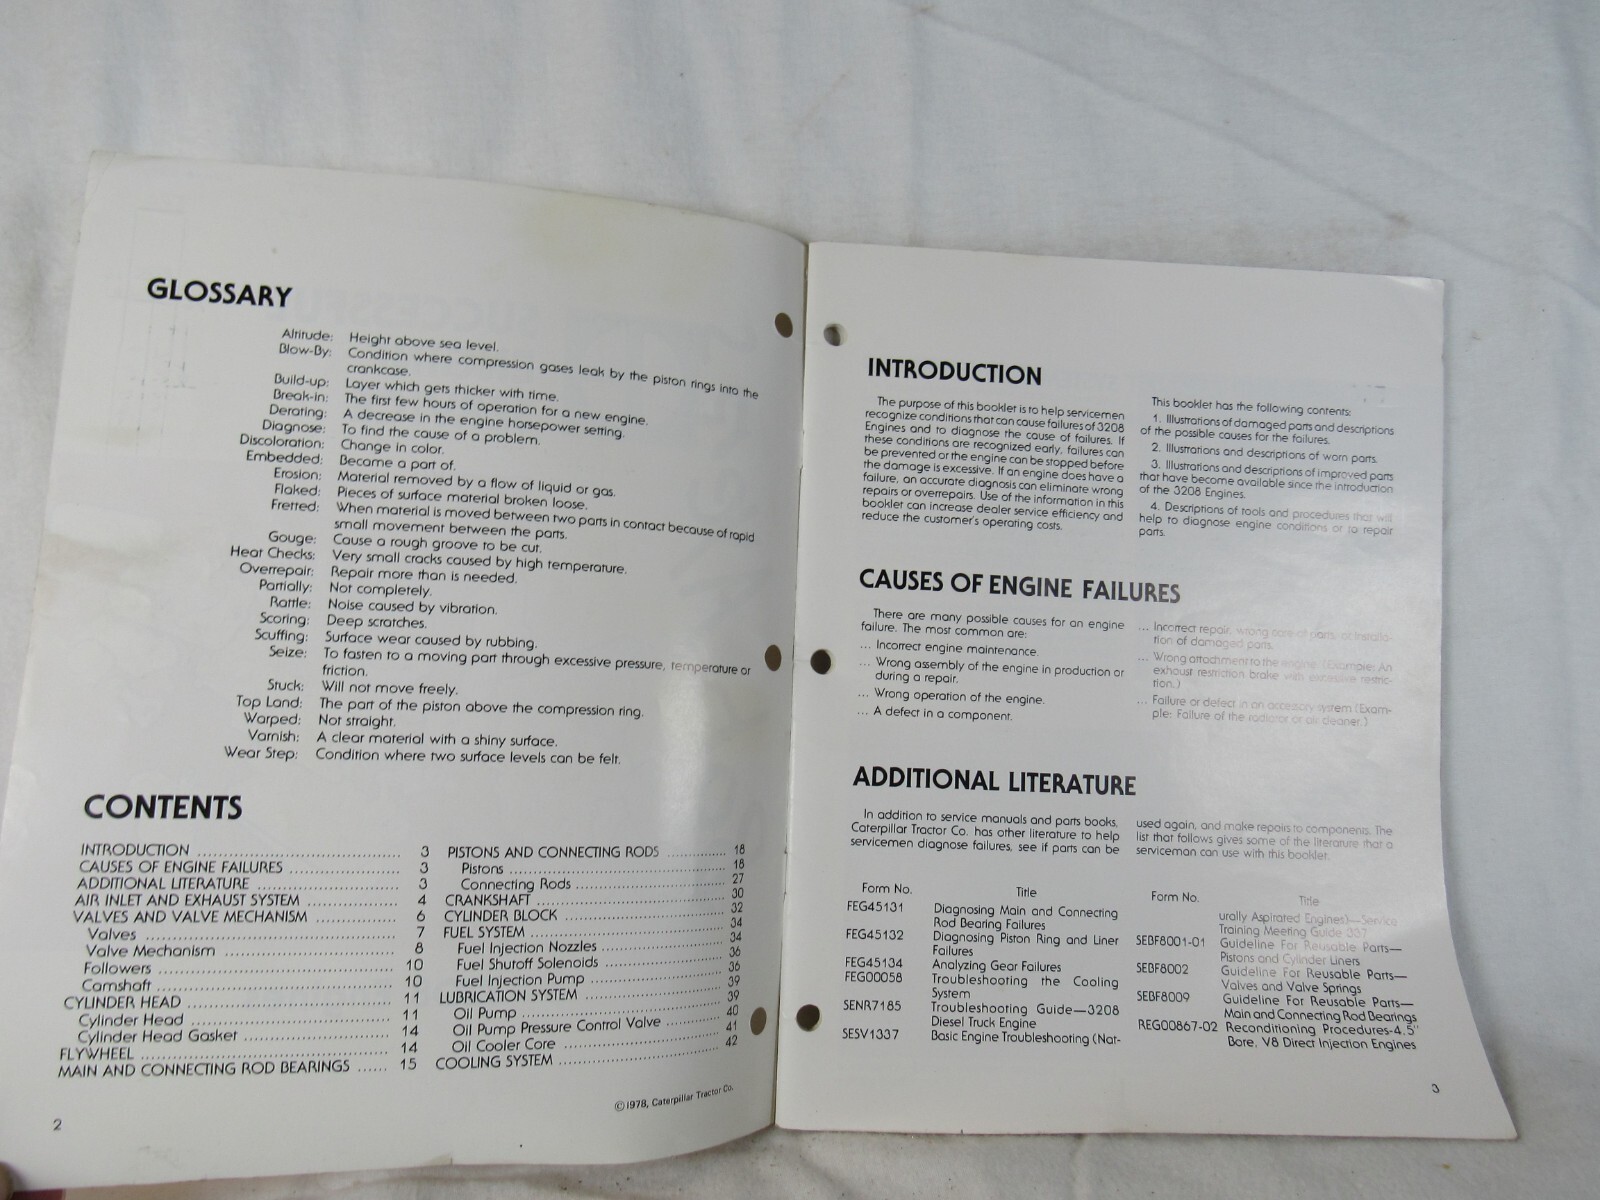 GLOSSARY
Altitude: Height above sea level.
Blow-By: Condition where compression gases leak by the piston rings into the
crankcase.
Build-up: Layer which gets thicker with time.
Break-in: The first few hours of operation for a new engine.
Derating: A decrease in the engine horsepower setting.
Diagnose: To find the cause of a problem.
Discoloration: Change in color.
Embedded: Became a part of.
Erosion: Material removed by a flow of liquid or gas.
Flaked: Pieces of surface material broken loose.
Fretted: When material is moved between two parts in contact because of rapid
small movement between the parts.
Gouge: Cause a rough groove to be cut.
Heat Checks: Very small cracks caused by high temperature.
Overrepair: Repair more than is needed.
Partially: Not completely.
Rattle: Noise caused by vibration.
Scoring: Deep scratches.
Scuffing: Surface wear caused by rubbing.
Seize: To fasten to a moving part through excessive pressure, temperature or
friction.
Stuck: Will not move freely.
Top Land: The part of the piston above the compression ring.
Warped: Not straight.
Varnish: A clear material with a shiny surface.
Wear Step: Condition where two surface levels can be felt.
CONTENTS
INTRODUCTION ........ 3
CAUSES OF ENGINE FAILURES ........ 3
ADDITIONAL LITERATURE ........ 3
AIR INLET AND EXHAUST SYSTEM ........ 4
VALVES AND VALVE MECHANISM ........ 6
Valves ........ 7
Valve Mechanism ........ 8
Followers ........ 10
Camshaft ........ 10
CYLINDER HEAD ........ 11
Cylinder Head ........ 11
Cylinder Head Gasket ........ 14
FLYWHEEL ........ 14
MAIN AND CONNECTING ROD BEARINGS ...... 15
PISTONS AND CONNECTING RODS ........ 18
Pistons ........ 18
Connecting Rods ........ 27
CRANKSHAFT ........ 30
CYLINDER BLOCK ........ 32
FUEL SYSTEM ........ 34
Fuel Injection Nozzles ........ 34
Fuel Shutoff Solenoids ........ 36
Fuel Injection Pump ........ 36
LUBRICATION SYSTEM ........ 39
Oil Pump ........ 39
Oil Pump Pressure Control Valve ........ 40
Oil Cooler Core ........ 41
COOLING SYSTEM ........ 42
©1978, Caterpillar Tractor Co.
2
INTRODUCTION
The purpose of this booklet is to help servicemen
recognize conditions that can cause failures of 3208
Engines and to diagnose the cause of failures. If
these conditions are recognized early, failures can
be prevented or the engine can be stopped before
the damage is excessive. If an engine does have a
failure, an accurate diagnosis can eliminate wrong
repairs or overrepairs. Use of the information in this
booklet can increase dealer service efficiency and
reduce the customer's operating costs.
This booklet has the following contents:
1. Illustrations of damaged parts and descriptions
of the possible causes for the failures.
2. Illustrations and descriptions of worn parts.
3. Illustrations and descriptions of improved parts
that have become available since the introduction
of the 3208 Engines.
4. Descriptions of tools and procedures that will
help to diagnose engine conditions or to repair
parts.
CAUSES OF ENGINE FAILURES
There are many possible causes for an engine
failure. The most common are:
... Incorrect engine maintenance.
... Wrong assembly of the engine in production or
during a repair.
... Wrong operation of the engine.
... A defect in a component.
... Incorrect repair, wrong care of parts, or installa-
tion of damaged parts.
... Wrong attachment to the engine. (Example: An
exhaust restriction brake with excessive restric-
tion.)
... Failure or defect in an accessory system (Exam-
ple: Failure of the radiator or air cleaner.)
ADDITIONAL LITERATURE
In addition to service manuals and parts books,
Caterpillar Tractor Co. has other literature to help
servicemen diagnose failures, see if parts can be
used again, and make repairs to components. The
list that follows gives some of the literature that a
serviceman can use with this booklet.
Form No. Title
FEG45131 Diagnosing Main and Connecting
Rod Bearing Failures
FEG45132 Diagnosing Piston Ring and Liner
Failures
FEG45134 Analyzing Gear Failures
FEG00058 Troubleshooting the Cooling
System
SENR7185 Troubleshooting Guide—3208
Diesel Truck Engine
SESV1337 Basic Engine Troubleshooting (Nat-
Form No. Title
urally Aspirated Engines)—Service
Training Meeting Guide 337
SEBF8001-01 Guideline For Reusable Parts—
Pistons and Cylinder Liners
SEBF8002 Guideline For Reusable Parts—
Valves and Valve Springs
SEBF8009 Guideline For Reusable Parts—
Main and Connecting Rod Bearings
REG00867-02 Reconditioning Procedures-4.5"
Bore, V8 Direct Injection Engines
3